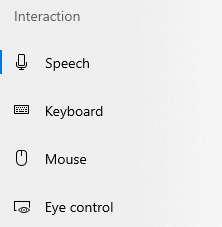 Interaction
Speech
Keyboard
Mouse
Eye control